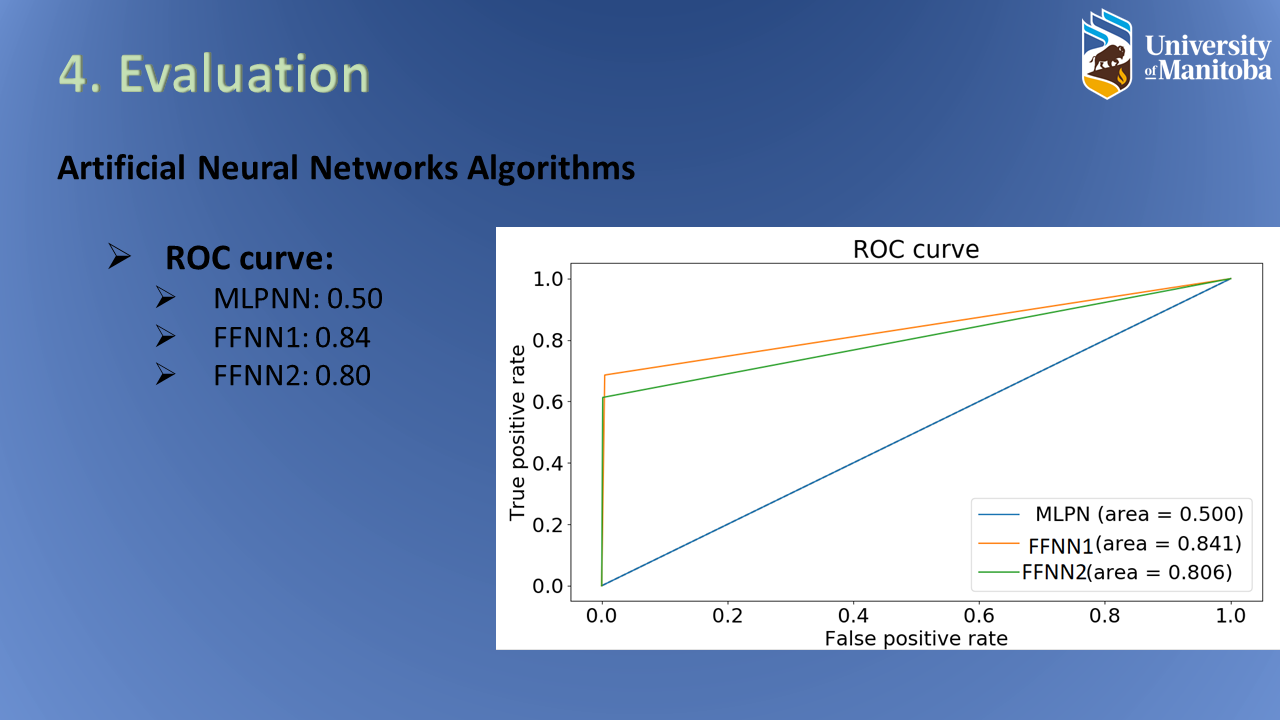 4. Evaluation
University
of Manitoba
Artificial Neural Networks Algorithms
ROC curve:
MLPNN: 0.50
FFNN1: 0.84
FFNN2: 0.80
ROC curve
1.0
0.8
0.6
0.4
0.2
0.0
True positive rate
MLPN (area = 0.500)
FFNN1(area = 0.841)
FFNN2(area = 0.806)
0.0 0.2 0.4 0.6 0.8 1.0
False positive rate